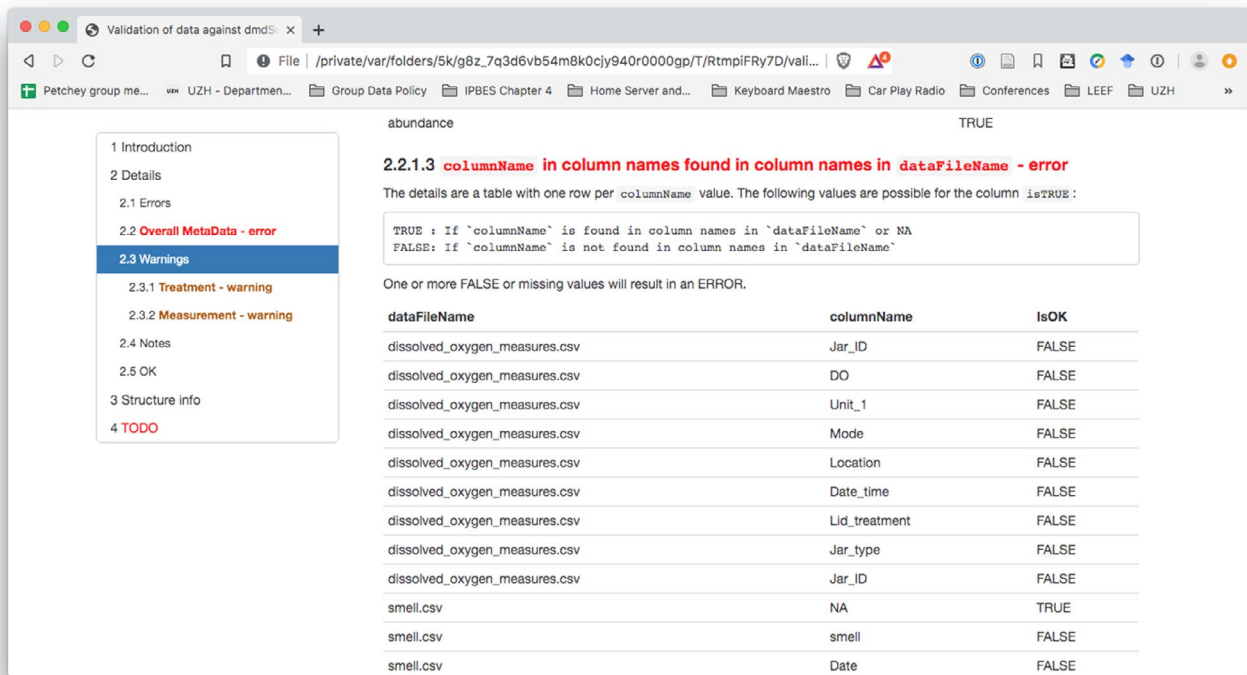 Validation of data against dmdSc
File
/private/var/folders/5k/g8z_7q3d6vb54m8k0cjy940r0000gp/T/RtmpiFRy7D/vali...
Petchey group me...
UZH - Departmen...
Group Data Policy
IPBES Chapter 4
Home Server and...
Keyboard Maestro
Car Play Radio
Conferences
LEEF
UZH
»
1 Introduction
2 Details
2.1 Errors
2.2 Overall MetaData - error
2.3 Warnings
2.3.1 Treatment - warning
2.3.2 Measurement - warning
2.4 Notes
2.5 OK
3 Structure info
4 TODO
abundance TRUE
2.2.1.3 columnName in column names found in column names in dataFileName - error
The details are a table with one row per columnName value. The following values are possible for the column isTRUE :
TRUE : If `columnName` is found in column names in `dataFileName` or NA
FALSE: If `columnName` is not found in column names in `dataFileName`
One or more FALSE or missing values will result in an ERROR.
dataFileName columnName IsOK
dissolved_oxygen_measures.csv Jar_ID FALSE
dissolved_oxygen_measures.csv DO FALSE
dissolved_oxygen_measures.csv Unit_1 FALSE
dissolved_oxygen_measures.csv Mode FALSE
dissolved_oxygen_measures.csv Location FALSE
dissolved_oxygen_measures.csv Date_time FALSE
dissolved_oxygen_measures.csv Lid_treatment FALSE
dissolved_oxygen_measures.csv Jar_type FALSE
dissolved_oxygen_measures.csv Jar_ID FALSE
smell.csv NA TRUE
smell.csv smell FALSE
smell.csv Date FALSE